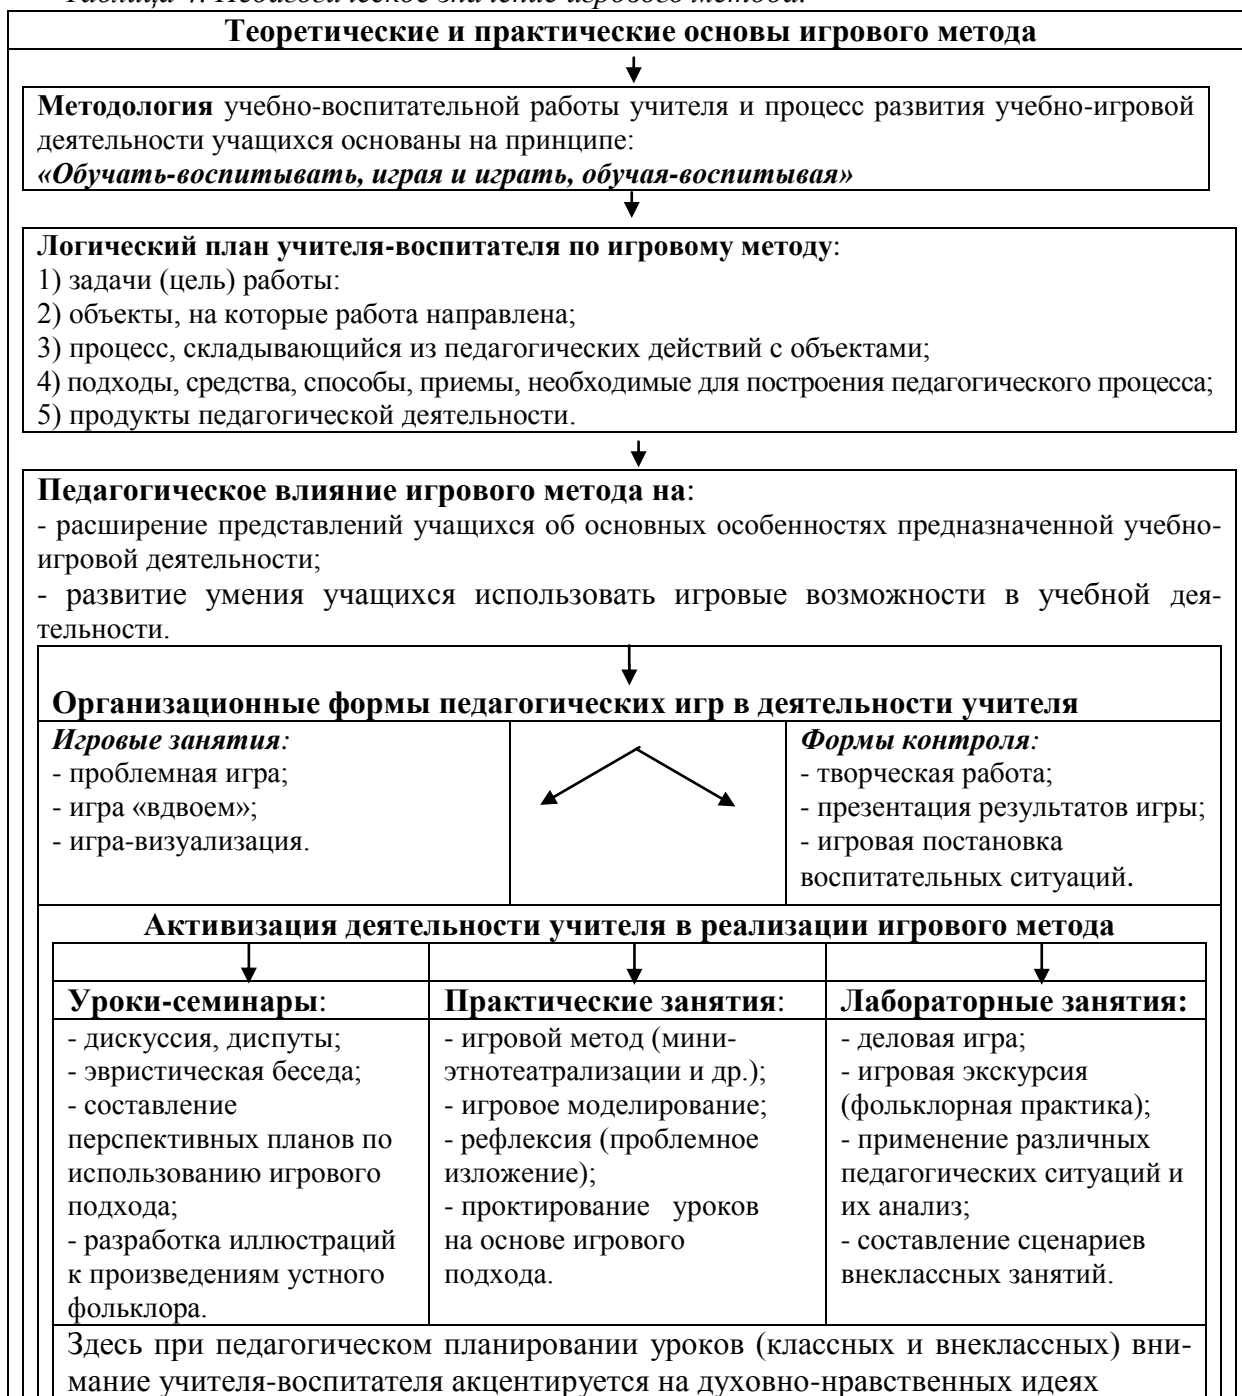 Теоретические и практические основы игрового метода
Методология учебно-воспитательной работы учителя и процесс развития учебно-игровой
деятельности учащихся основаны на принципе:
«Обучать-воспитывать, играя и играть, обучая-воспитывая»
Логический план учителя-воспитателя по игровому методу:
1) задачи (цель) работы:
2) объекты, на которые работа направлена;
3) процесс, складывающийся из педагогических действий с объектами;
4) подходы, средства, способы, приемы, необходимые для построения педагогического процесса;
5) продукты педагогической деятельности.
Педагогическое влияние игрового метода на:
- расширение представлений учащихся об основных особенностях предназначенной учебно-
игровой деятельности;
- развитие умения учащихся использовать игровые возможности в учебной дея-
тельности.
Организационные формы педагогических игр в деятельности учителя
Игровые занятия:
- проблемная игра;
- игра «вдвоем»;
- игра-визуализация.
Формы контроля:
- творческая работа;
- презентация результатов игры;
- игровая постановка
воспитательных ситуаций.
Активизация деятельности учителя в реализации игрового метода
Уроки-семинары:
- дискуссия, диспуты;
- эвристическая беседа;
- составление
перспективных планов по
использованию игрового
подхода;
- разработка иллюстраций
к произведениям устного
фольклора.
Практические занятия:
- игровой метод (мини-
этнотеатрализации и др.);
- игровое моделирование;
- рефлексия (проблемное
изложение);
- проктирование уроков
на основе игрового
подхода.
Лабораторные занятия:
- деловая игра;
- игровая экскурсия
(фольклорная практика);
- применение различных
педагогических ситуаций и
их анализ;
- составление сценариев
внеклассных занятий.
Здесь при педагогическом планировании уроков (классных и внеклассных) вни-
мание учителя-воспитателя акцентируется на духовно-нравственных идеях